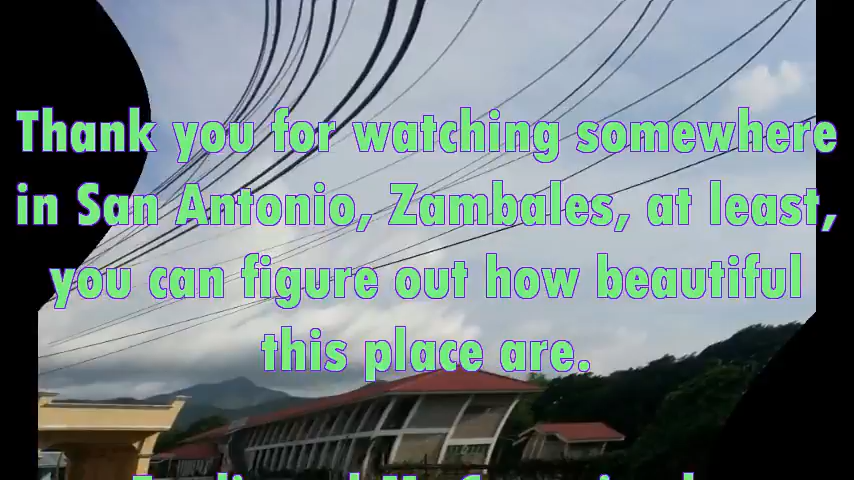 Thank you for watching somewhere
in San Antonio, Zambales, at least,
you can figure out how beautiful
this place are.